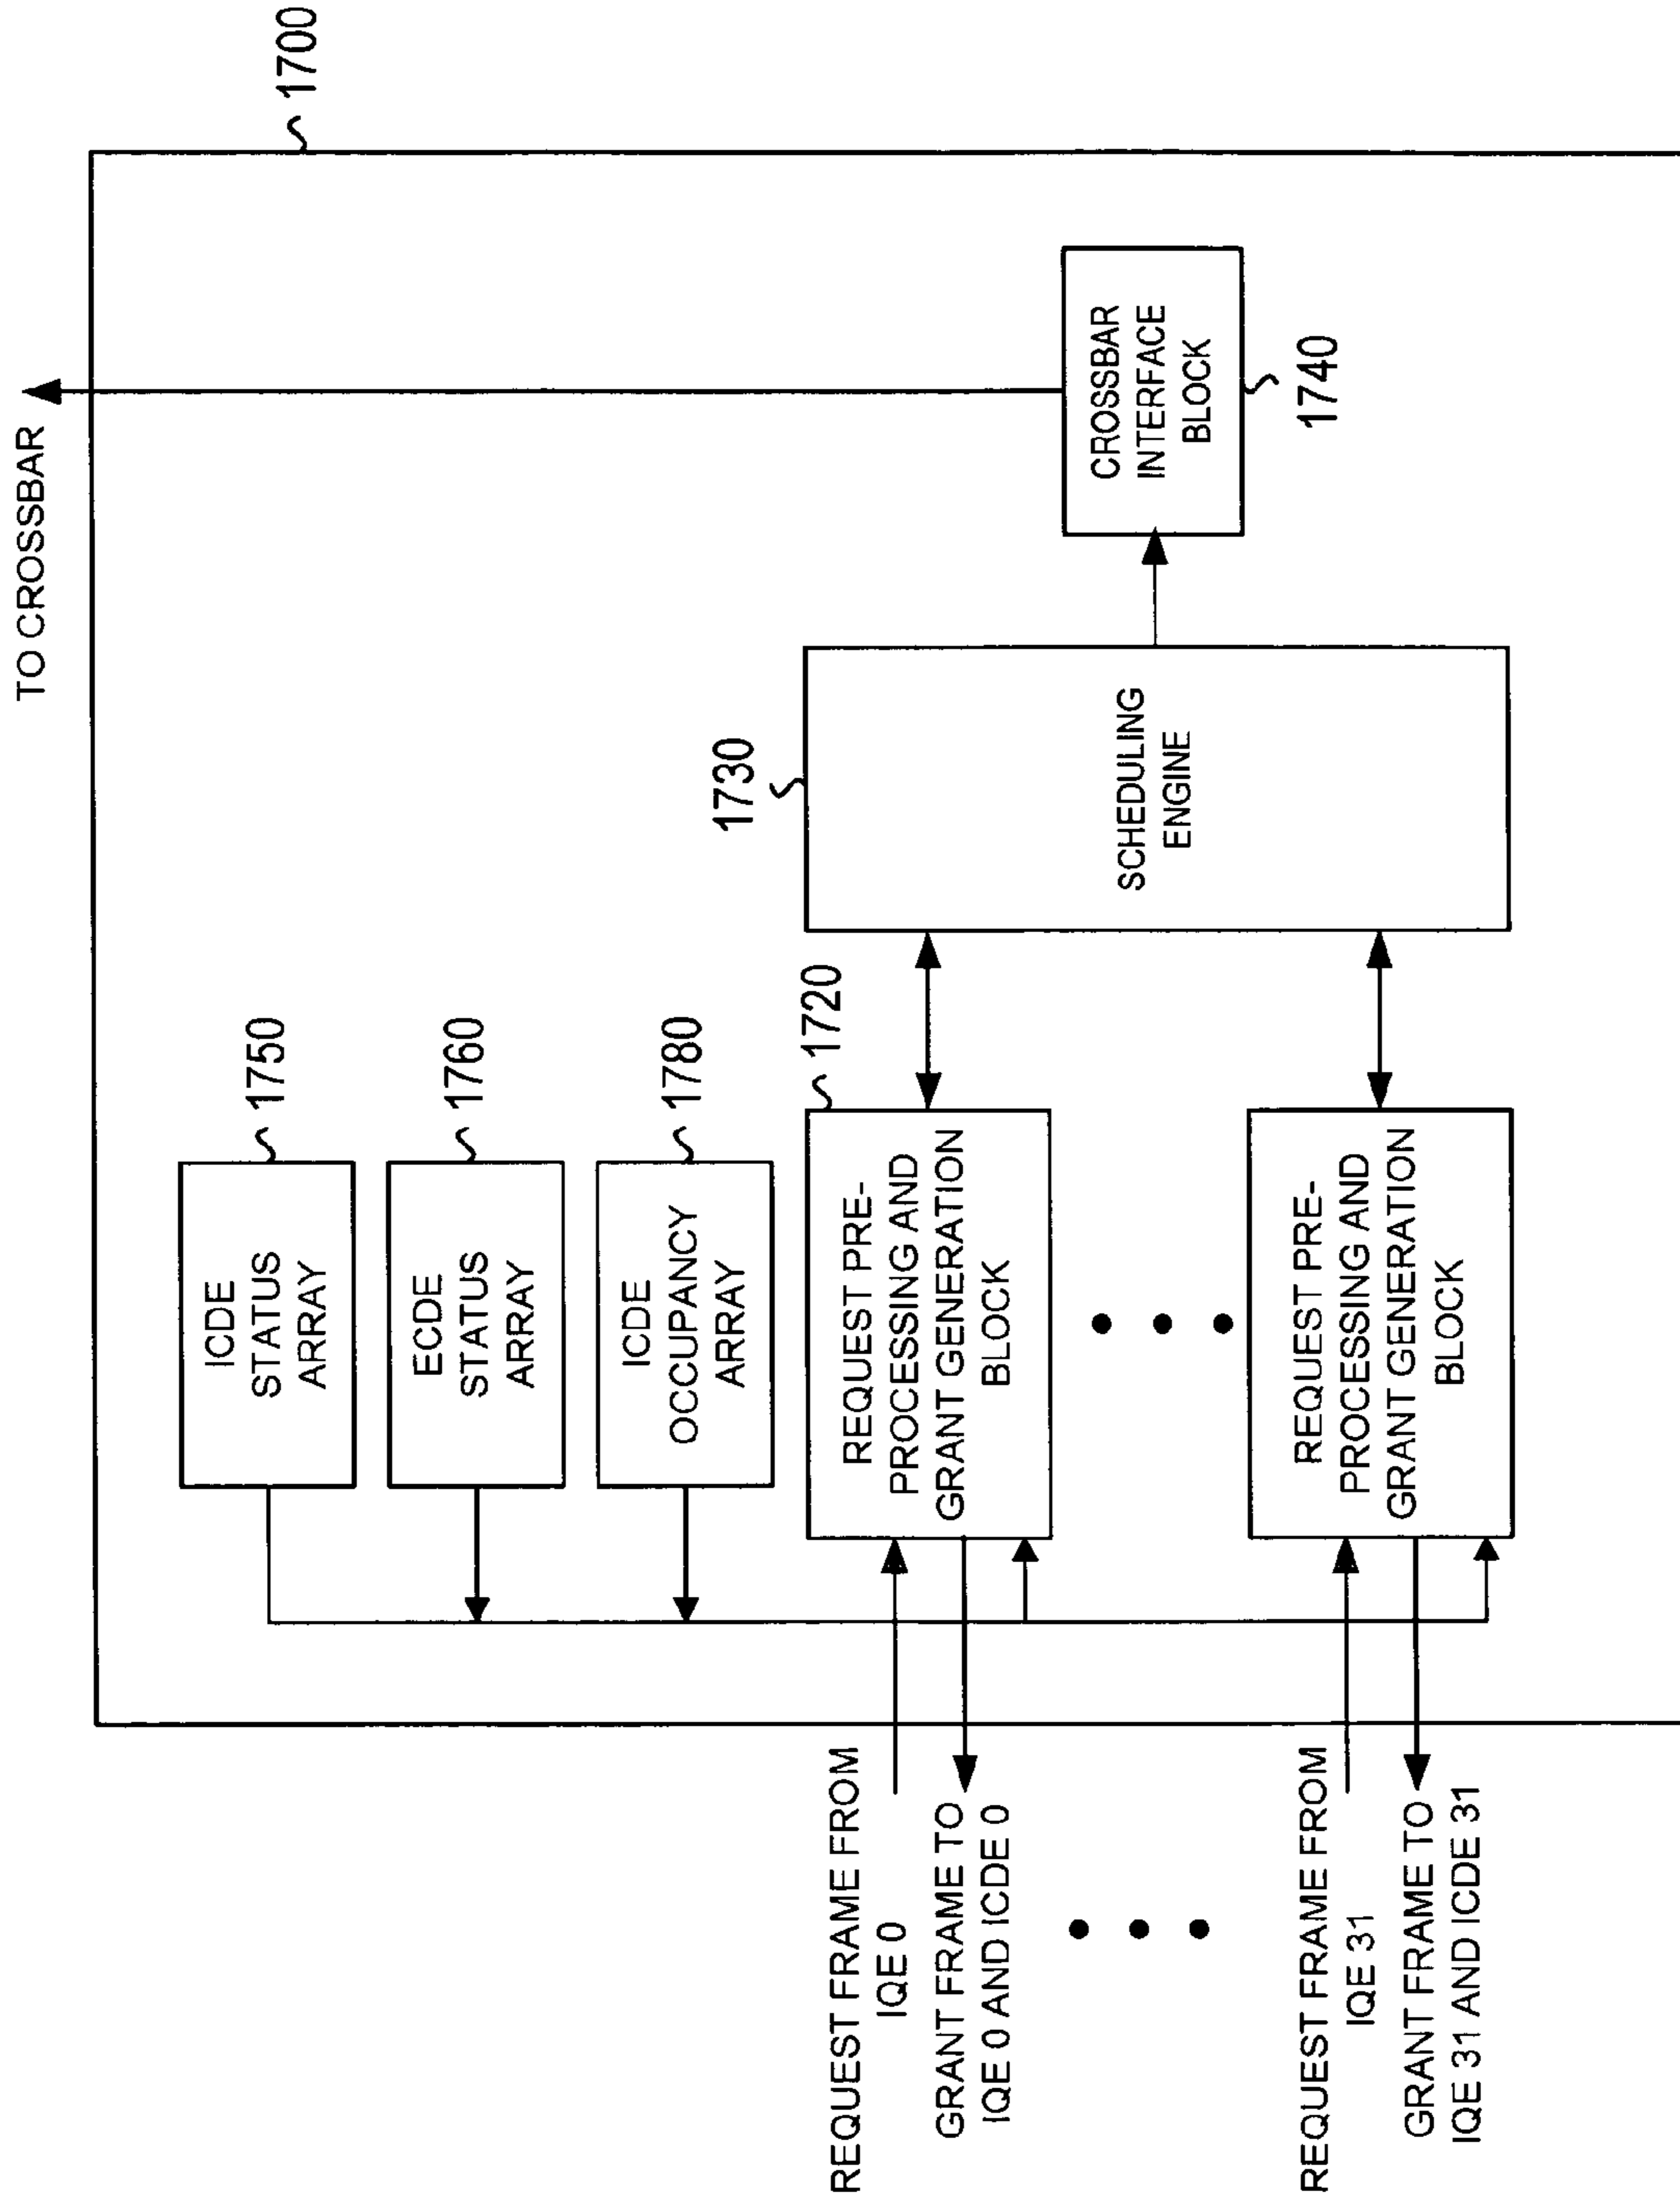 TO CROSSBAR
1700
ICDE
STATUS
ARRAY
1750
ECDE
STATUS
ARRAY
1760
ICDE
OCCUPANCY
ARRAY
1780
REQUEST FRAME FROM
IQE 0
GRANT FRAME TO
IQE 0 AND ICDE 0
REQUEST PRE-
PROCESSING AND
GRANT GENERATION
BLOCK
1720
1730
SCHEDULING
ENGINE
CROSSBAR
INTERFACE
BLOCK
1740
REQUEST FRAME FROM
IQE 31
GRANT FRAME TO
IQE 31 AND ICDE 31
REQUEST PRE-
PROCESSING AND
GRANT GENERATION
BLOCK